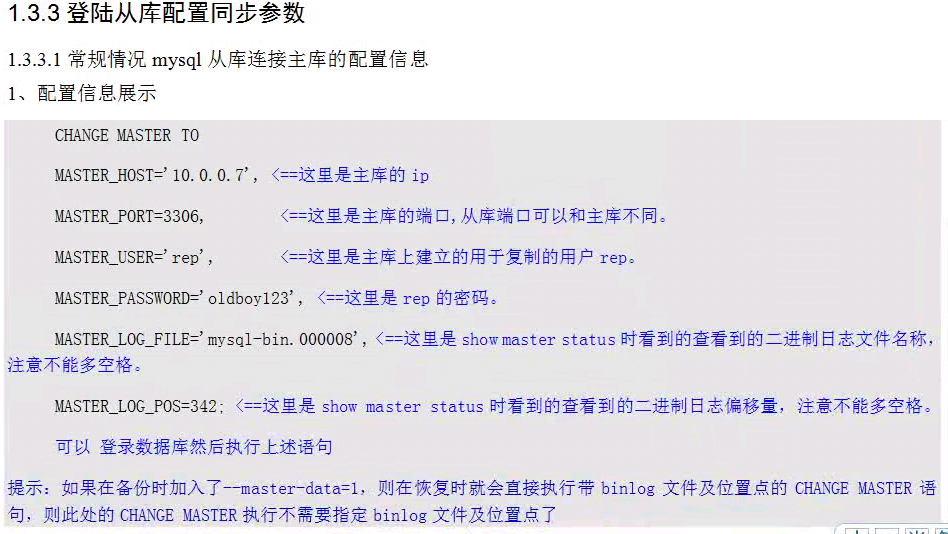 1.3.3 登陆从库配置同步参数
1.3.3.1 常规情况 mysql 从库连接主库的配置信息
1、配置信息展示
CHANGE MASTER TO
MASTER_HOST='10.0.0.7', <==这里是主库的 ip
MASTER_PORT=3306, <==这里是主库的端口,从库端口可以和主库不同。
MASTER_USER='rep', <==这里是主库上建立的用于复制的用户 rep。
MASTER_PASSWORD='oldboy123', <==这里是 rep 的密码。
MASTER_LOG_FILE='mysql-bin.000008',<==这里是 show master status 时看到的查看到的二进制日志文件名称，
注意不能多空格。
MASTER_LOG_POS=342; <==这里是 show master status 时看到的查看到的二进制日志偏移量，注意不能多空格。
可以 登录数据库然后执行上述语句
提示：如果在备份时加入了--master-data=1，则在恢复时就会直接执行带 binlog 文件及位置点的 CHANGE MASTER 语
句，则此处的 CHANGE MASTER 执行不需要指定 binlog 文件及位置点了